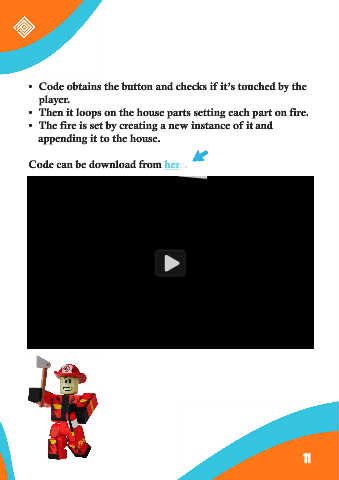 • Code obtains the button and checks if it's touched by the
player.
• Then it loops on the house parts setting each part on fire.
• The fire is set by creating a new instance of it and
appending it to the house.
Code can be download from her
11